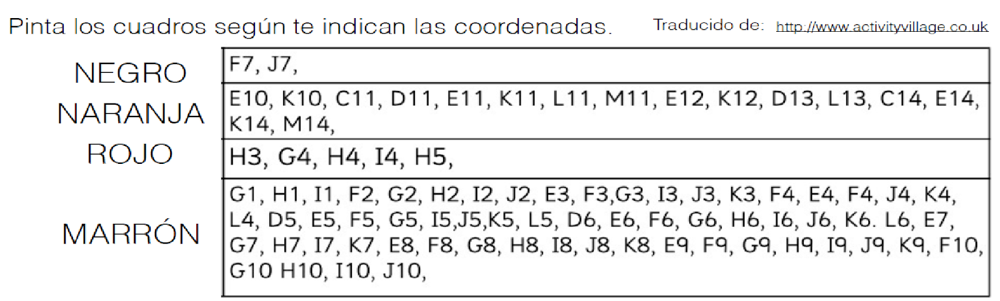 Pinta los cuadros según te indican las coordenadas. Traducido de: http://www.activityvillage.co.uk
NEGRO
F7, J7,
NARANJA
E10, K10, C11, D11, E11, K11, L11, M11, E12, K12, D13, L13, C14, E14,
K14, M14,
ROJO
H3, G4, H4, I4, H5,
MARRÓN
G1, H1, I1, F2, G2, H2, I2, J2, E3, F3,G3, I3, J3, K3, F4, E4, F4, J4, K4,
L4, D5, E5, F5, G5, I5,J5,K5, L5, D6, E6, F6, G6, H6, I6, J6, K6. L6, E7,
G7, H7, I7, K7, E8, F8, G8, H8, I8, J8, K8, E9, F9, G9, H9, I9, J9, K9, F10,
G10 H10, I10, J10,